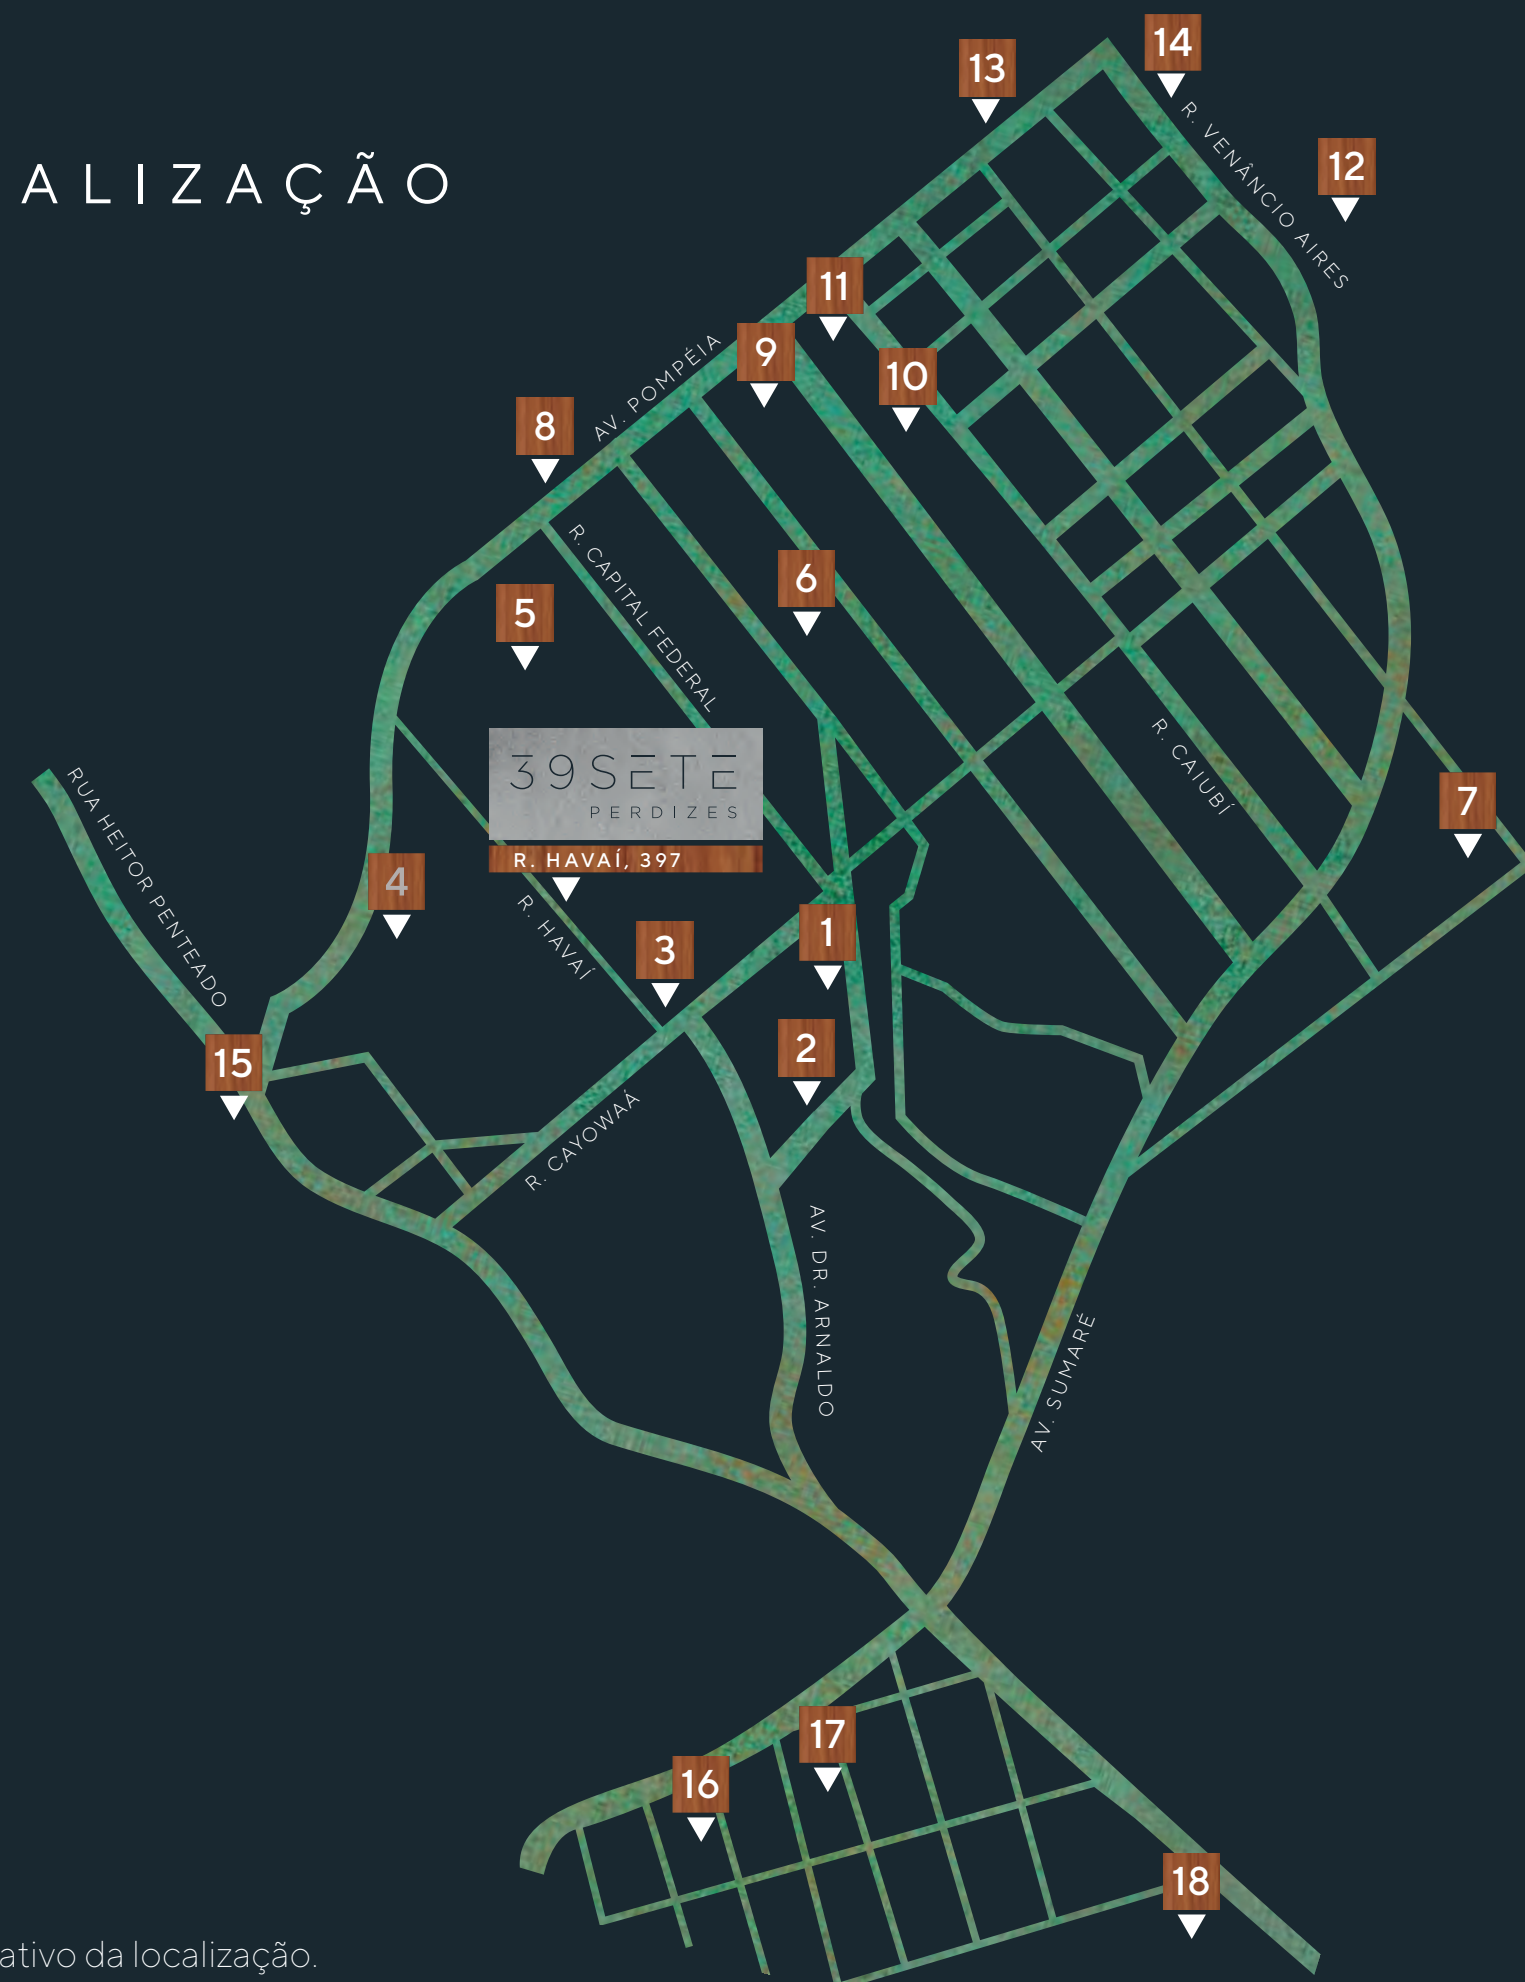 14
13
R. VENÂNCIO AIRES
12
ALIZAÇÃO
11
9
AV. POMPÉIA
10
8
R. CAPITAL FEDERAL
6
5
39SETE
PERDIZES
R. HAVAÍ, 397
R. CAIUBÍ
7
RUA HEITOR PENTEADO
4
R. HAVAÍ
3
1
2
15
R. CAYOWAÁ
AV. DR. ARNALDO
AV. SUMARÉ
17
16
18
ativo da localização.